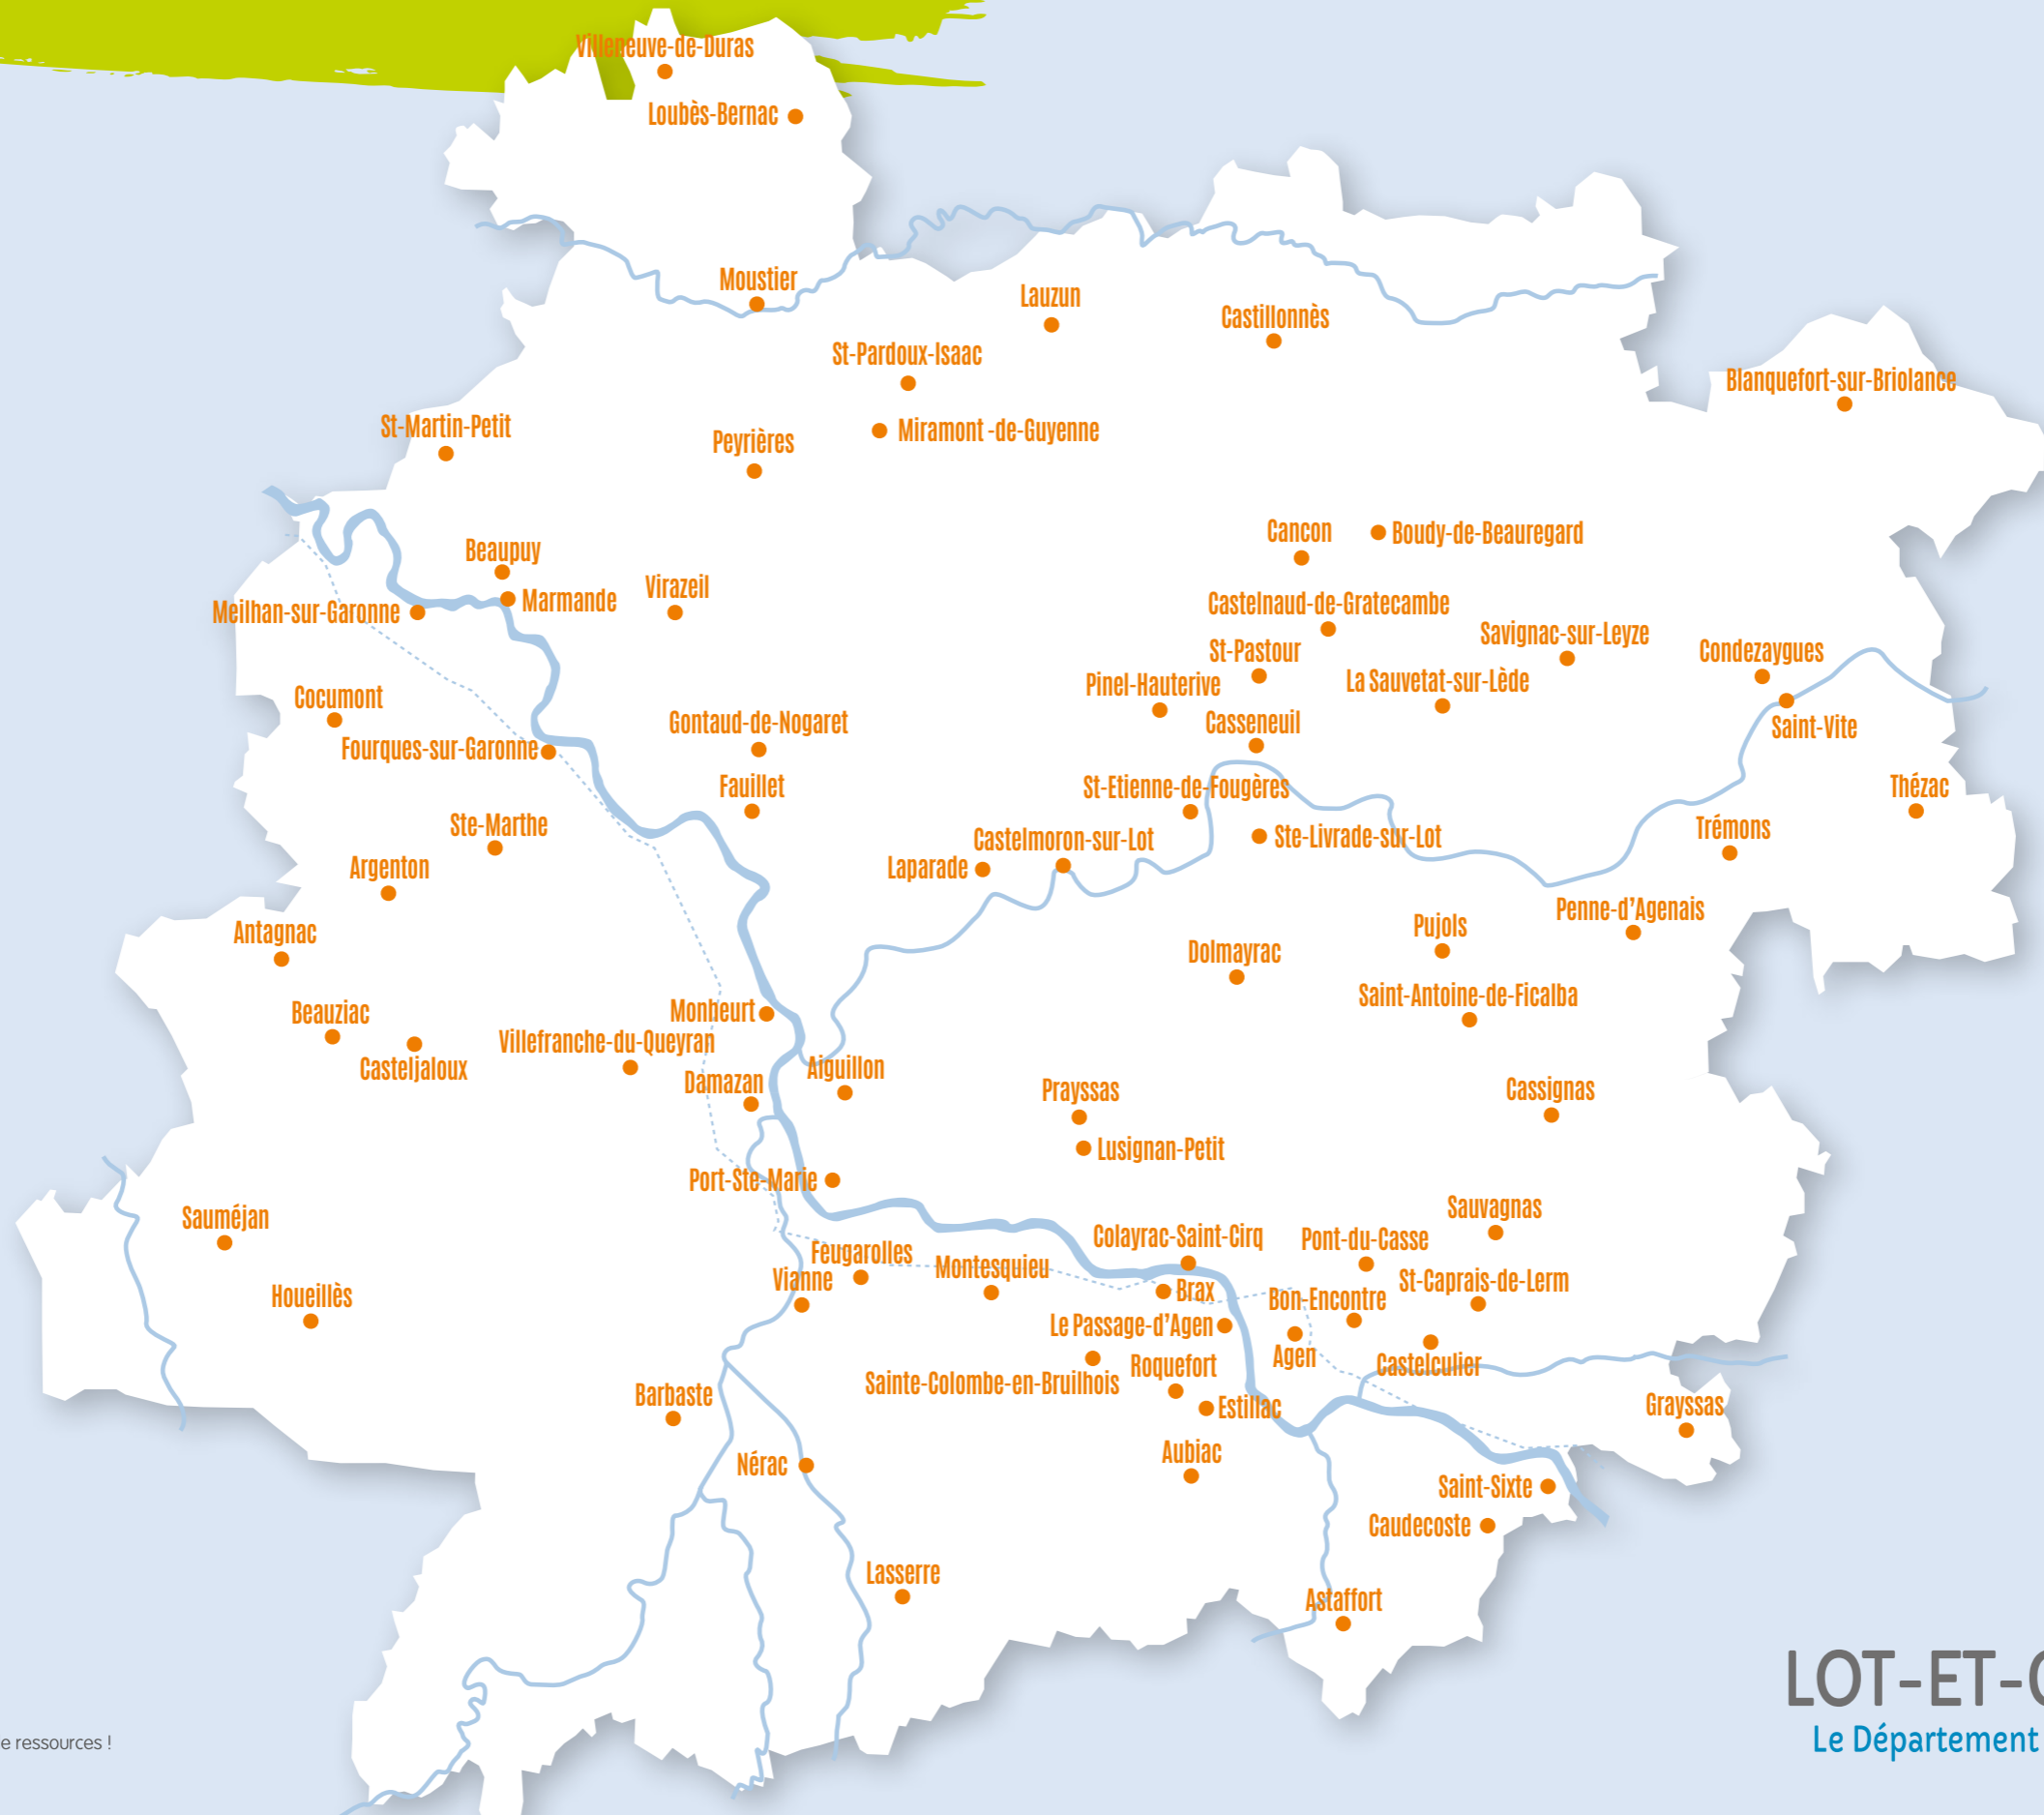 Villeneuve-de-Duras
Loubès-Bernac
Moustier
Lauzun
Castillonnès
St-Pardoux-Isaac
Blanquefort-sur-Briolance
St-Martin-Petit
Miramont -de-Guyenne
Peyrières
Cancon
Boudy-de-Beauregard
Beaupuy
Virazeil
Marmande
Meilhan-sur-Garonne
Castelnaud-de-Gratecambe
Savignac-sur-Leyze
St-Pastour
Condezaygues
Pinel-Hauterive
La Sauvetat-sur-Lède
Cocumont
Gontaud-de-Nogaret
Casseneuil
Saint-Vite
Fourques-sur-Garonne
Fauillet
St-Etienne-de-Fougères
Thézac
Ste-Marthe
Trémons
Castelmoron-sur-Lot
Ste-Livrade-sur-Lot
Argenton
Laparade
Penne-d’Agenais
Antagnac
Pujols
Dolmayrac
Saint-Antoine-de-Ficalba
Beauziac
Monheurt
Villefranche-du-Queyran
Casteljaloux
Aiguillon
Damazan
Prayssas
Cassignas
Lusignan-Petit
Port-Ste-Marie
Sauvagnas
Sauméjan
Colayrac-Saint-Cirq
Pont-du-Casse
Feugarolles
Montesquieu
Vianne
St-Caprais-de-Lerm
Brax
Houeillès
Bon-Encontre
Le Passage-d’Agen
Agen
Castelculier
Roquefort
Sainte-Colombe-en-Bruilhois
Barbaste
Estillac
Grayssas
Aubiac
Nérac
Saint-Sixte
Caudecoste
Lasserre
Astaffort
LOT-ET-
Le Département
e ressources !